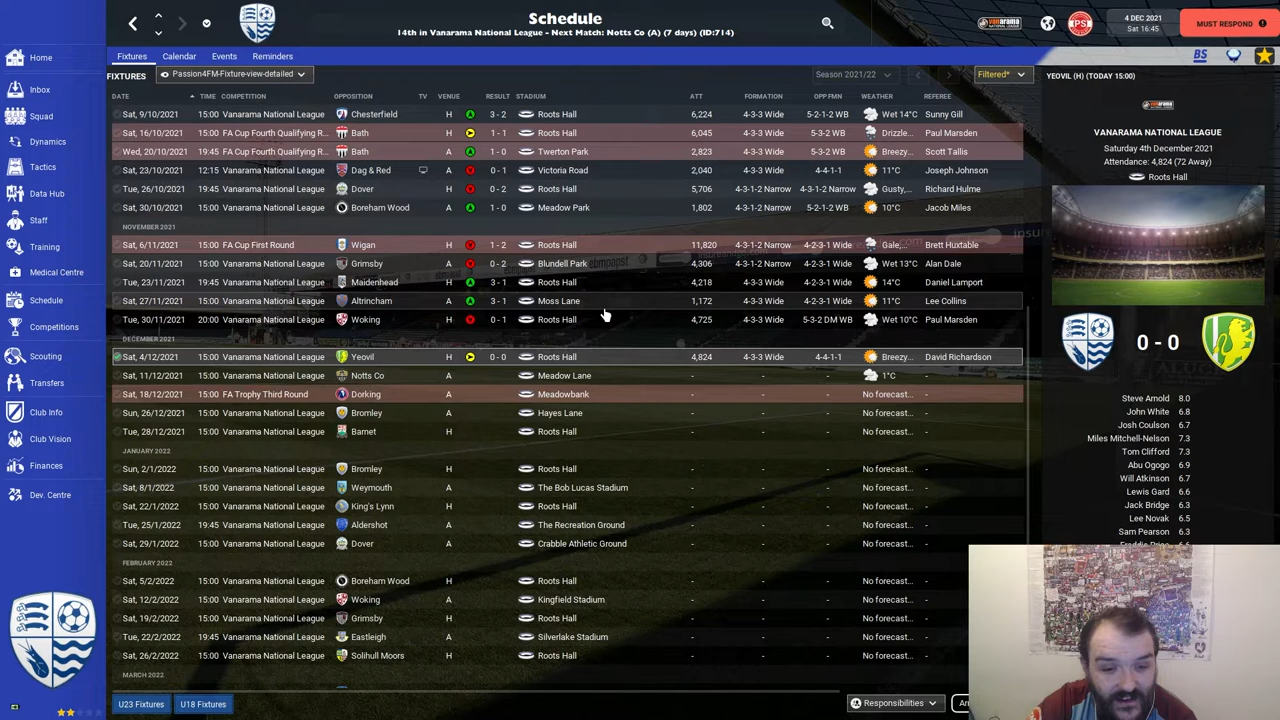 Schedule
14th in Vanarama National League - Next Match: Notts Co (A) (7 days) (ID:714)
vanarama
4 DEC 2021
Sat 16:45
MUST RESPOND
Home
Inbox
Squad
Dynamics
Tactics
Data Hub
Staff
Training
Medical Centre
Schedule
Competitions
Scouting
Transfers
Club Info
Club Vision
Finances
Dev. Centre
Fixtures Calendar Events Reminders
FIXTURES Passion4FM-Fixture-view-detailed Season 2021/22 Filtered*
DATE TIME COMPETITION OPPOSITION TV VENUE RESULT STADIUM ATT FORMATION OPP FMN WEATHER REFEREE
Sat, 9/10/2021 15:00 Vanarama National League Chesterfield A 3 - 2 Roots Hall 6,224 4-3-3 Wide 5-2-1-2 WB Wet 14°C Sunny Gill
Sat, 16/10/2021 15:00 FA Cup Fourth Qualifying R... Bath H 1 - 1 Roots Hall 6,045 4-3-3 Wide 5-3-2 WB Drizzle... Paul Marsden
Wed, 20/10/2021 19:45 FA Cup Fourth Qualifying R... Bath A 1 - 0 Twerton Park 2,823 4-3-3 Wide 5-3-2 WB Breezy... Scott Tallis
Sat, 23/10/2021 12:15 Vanarama National League Dag & Red A 0 - 1 Victoria Road 2,040 4-3-3 Wide 4-4-1-1 11°C Joseph Johnson
Tue, 26/10/2021 19:45 Vanarama National League Dover H 0 - 2 Roots Hall 5,706 4-3-1-2 Narrow 4-3-1-2 Narrow Gusty,... Richard Hulme
Sat, 30/10/2021 15:00 Vanarama National League Boreham Wood A 1 - 0 Meadow Park 1,802 4-3-1-2 Narrow 5-2-1-2 WB 10°C Jacob Miles
NOVEMBER 2021
Sat, 6/11/2021 15:00 FA Cup First Round Wigan H 1 - 2 Roots Hall 11,820 4-3-1-2 Narrow 4-2-3-1 Wide Gale,... Brett Huxtable
Sat, 20/11/2021 15:00 Vanarama National League Grimsby A 0 - 2 Blundell Park 4,306 4-3-1-2 Narrow 4-2-3-1 Wide Wet 13°C Alan Dale
Tue, 23/11/2021 19:45 Vanarama National League Maidenhead H 3 - 1 Roots Hall 4,218 4-3-3 Wide 4-2-3-1 Wide 14°C Daniel Lamport
Sat, 27/11/2021 15:00 Vanarama National League Altrincham A 3 - 1 Moss Lane 1,172 4-3-3 Wide 4-2-3-1 Wide 11°C Lee Collins
Tue, 30/11/2021 20:00 Vanarama National League Woking H 0 - 1 Roots Hall 4,725 4-3-3 Wide 5-3-2 DM WB Wet 10°C Paul Marsden
DECEMBER 2021
Sat, 4/12/2021 15:00 Vanarama National League Yeovil H 0 - 0 Roots Hall 4,824 4-3-3 Wide 4-4-1-1 Breezy... David Richardson
Sat, 11/12/2021 15:00 Vanarama National League Notts Co A Meadow Lane - - - 1°C -
Sat, 18/12/2021 15:00 FA Trophy Third Round Dorking A Meadowbank - - - No forecast... -
Sun, 26/12/2021 15:00 Vanarama National League Bromley A Hayes Lane - - - No forecast... -
Tue, 28/12/2021 15:00 Vanarama National League Barnet H Roots Hall - - - No forecast... -
JANUARY 2022
Sun, 2/1/2022 15:00 Vanarama National League Bromley H Roots Hall - - - No forecast... -
Sat, 8/1/2022 15:00 Vanarama National League Weymouth A The Bob Lucas Stadium - - - No forecast... -
Sat, 22/1/2022 15:00 Vanarama National League King's Lynn H Roots Hall - - - No forecast... -
Tue, 25/1/2022 19:45 Vanarama National League Aldershot A The Recreation Ground - - - No forecast... -
Sat, 29/1/2022 15:00 Vanarama National League Dover A Crabble Athletic Ground - - - No forecast... -
FEBRUARY 2022
Sat, 5/2/2022 15:00 Vanarama National League Boreham Wood H Roots Hall - - - No forecast... -
Sat, 12/2/2022 15:00 Vanarama National League Woking A Kingfield Stadium - - - No forecast... -
Sat, 19/2/2022 15:00 Vanarama National League Grimsby H Roots Hall - - - No forecast... -
Tue, 22/2/2022 19:45 Vanarama National League Eastleigh A Silverlake Stadium - - - No forecast...
Sat, 26/2/2022 15:00 Vanarama National League Solihull Moors H Roots Hall - - - No forecast...
MARCH 2022
U23 Fixtures U18 Fixtures Responsibilities
YEOVIL (H) (TODAY 15:00)
VANARAMA NATIONAL LEAGUE
Saturday 4th December 2021
Attendance: 4,824 (72 Away)
Roots Hall
0 - 0
Steve Arnold 8.0
John White 6.8
Josh Coulson 6.7
Miles Mitchell-Nelson 7.3
Tom Clifford 7.3
Abu Ogogo 6.9
Will Atkinson 6.7
Lewis Gard 6.6
Jack Bridge 6.3
Lee Novak 6.5
Sam Pearson 6.3